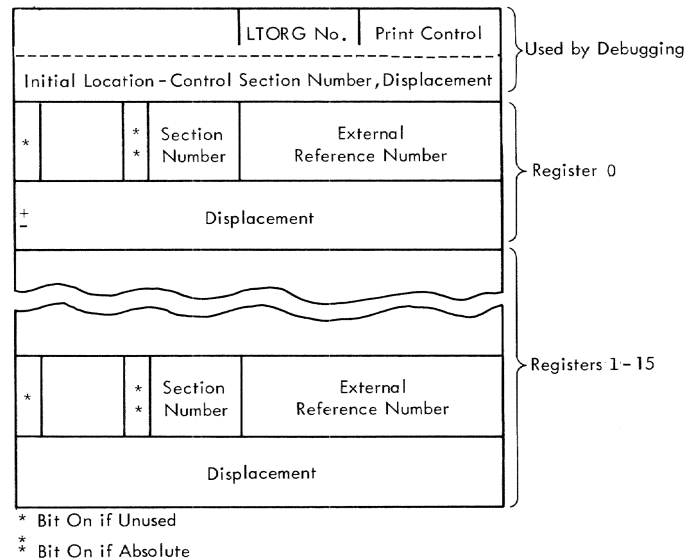 LTORG No. Print Control
Used by Debugging
Initial Location - Control Section Number, Displacement
* * * Section Number External Reference Number
Register 0
± Displacement
Registers 1-15
* * * Section Number External Reference Number
Displacement
* Bit On if Unused
* * Bit On if Absolute